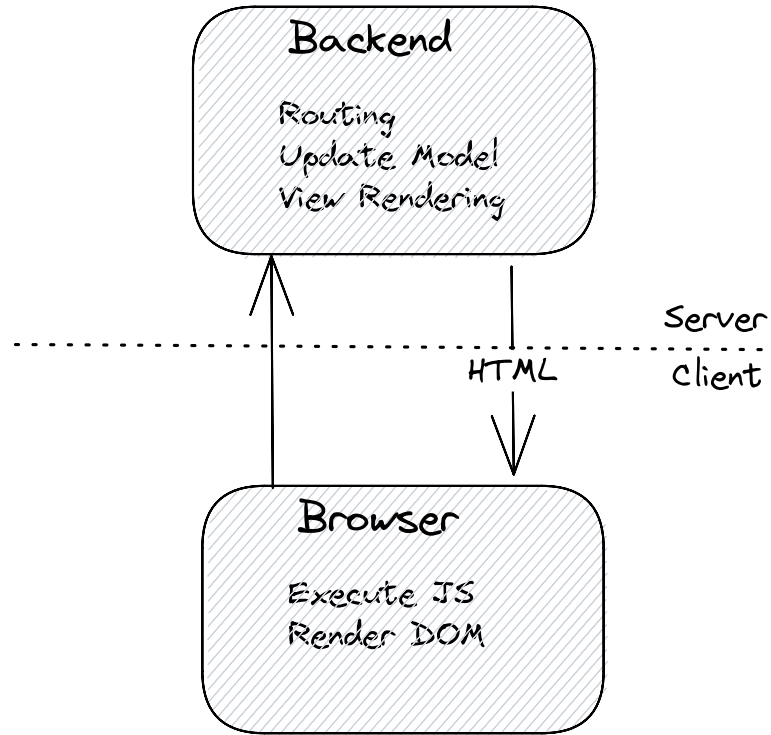 Backend
Routing
Update Model
View Rendering
Server
HTML
Client
Browser
Execute JS
Render DOM